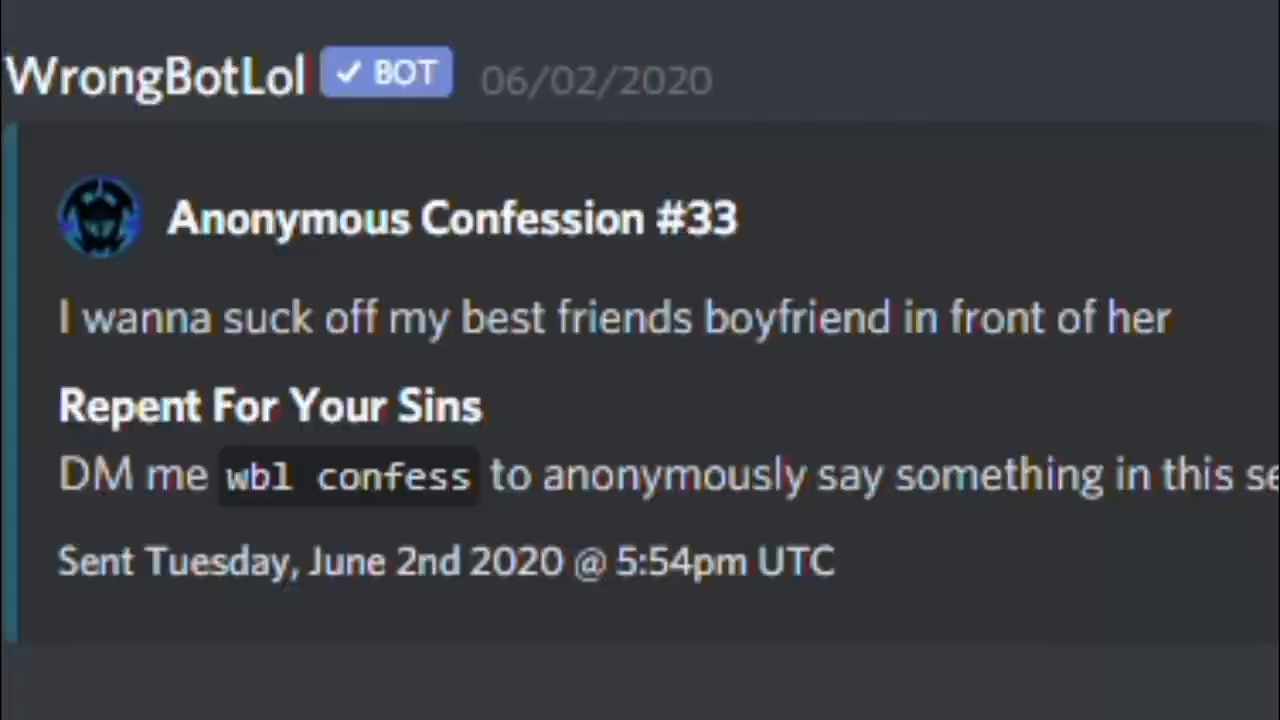 WrongBotLol ✓ BOT 06/02/2020
Anonymous Confession #33
I wanna suck off my best friends boyfriend in front of her
Repent For Your Sins
DM me wbl confess to anonymously say something in this se
Sent Tuesday, June 2nd 2020 @ 5:54pm UTC